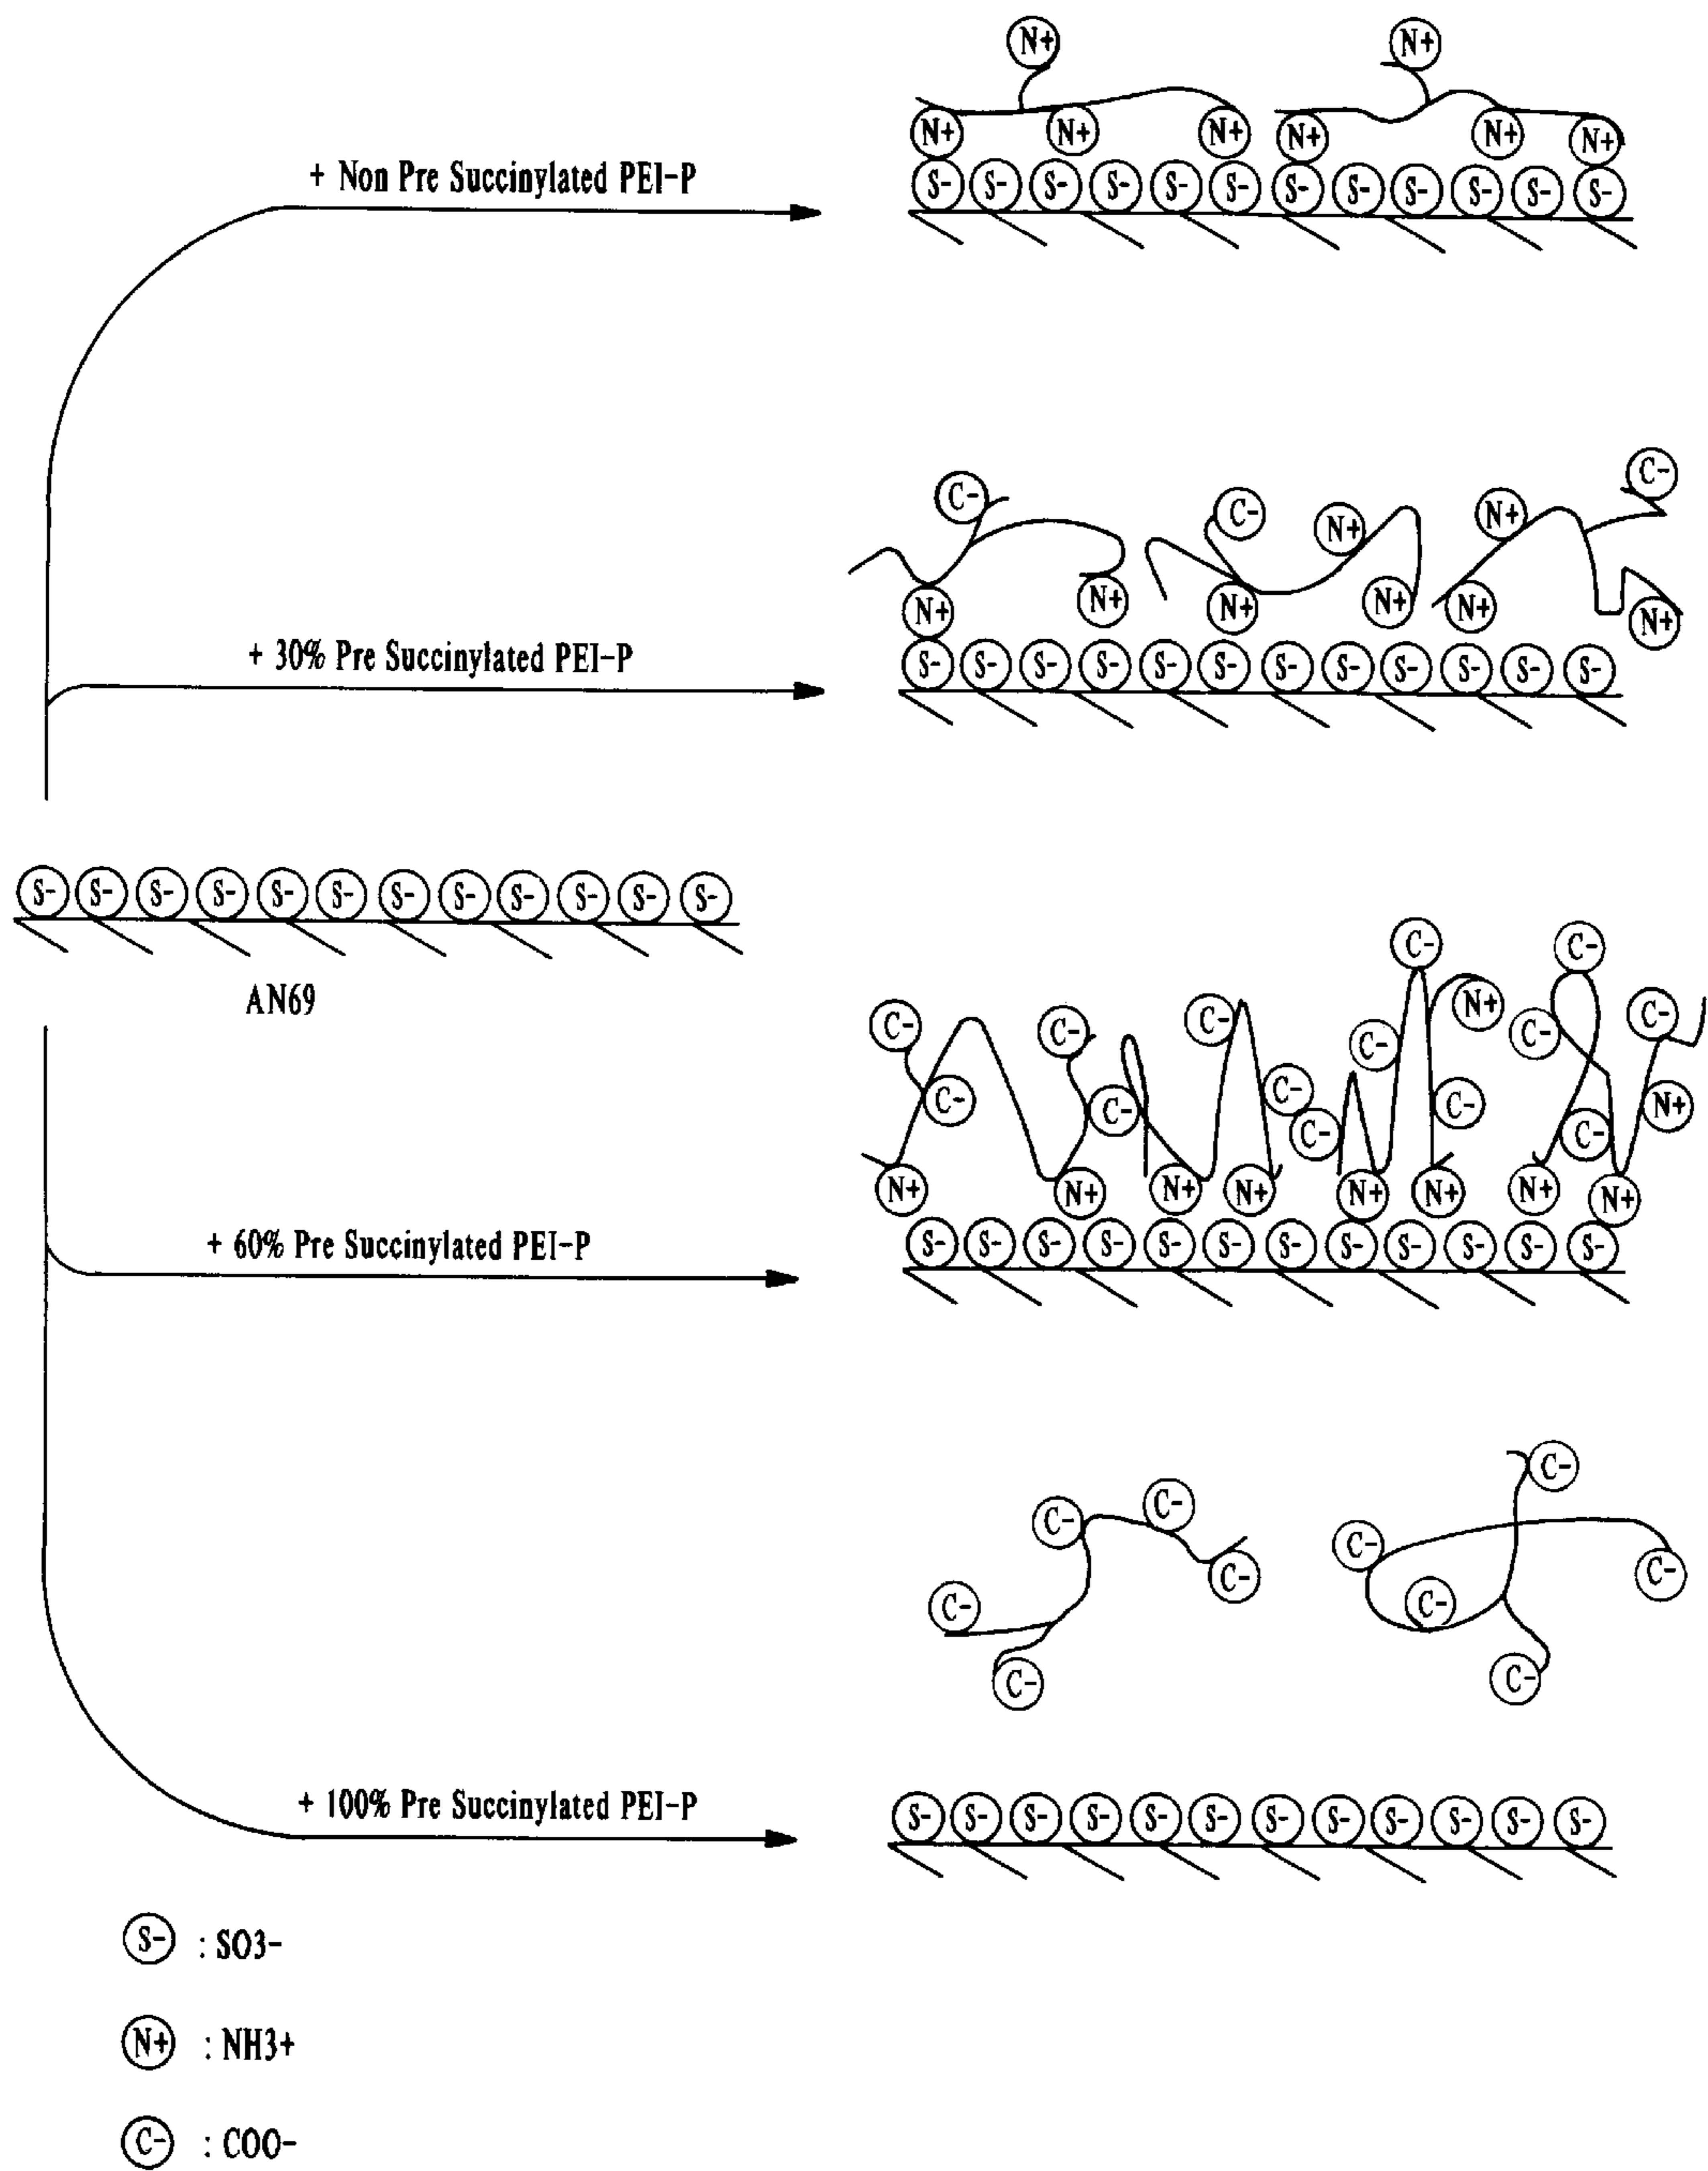 N+ N+
N+ N+ N+ N+ N+ N+
+ Non Pre Succinylated PEI-P
S- S- S- S- S- S- S- S- S- S- S- S-
C- C- C- N+ N+ C-
N+ N+ N+ N+ N+ N+
+ 30% Pre Succinylated PEI-P
S- S- S- S- S- S- S- S- S- S- S- S-
S- S- S- S- S- S- S- S- S- S- S- S-
AN69
C- C-
C- C- C- C- N+ C- C-
C- C- C- C- C- C- N+
N+ N+ N+ N+ N+ N+ N+ N+
+ 60% Pre Succinylated PEI-P
S- S- S- S- S- S- S- S- S- S- S- S-
C- C- C-
C- C- C-
C- C- C-
C- C-
+ 100% Pre Succinylated PEI-P
S- S- S- S- S- S- S- S- S- S- S- S-
S- : SO3-
N+ : NH3+
C- : COO-